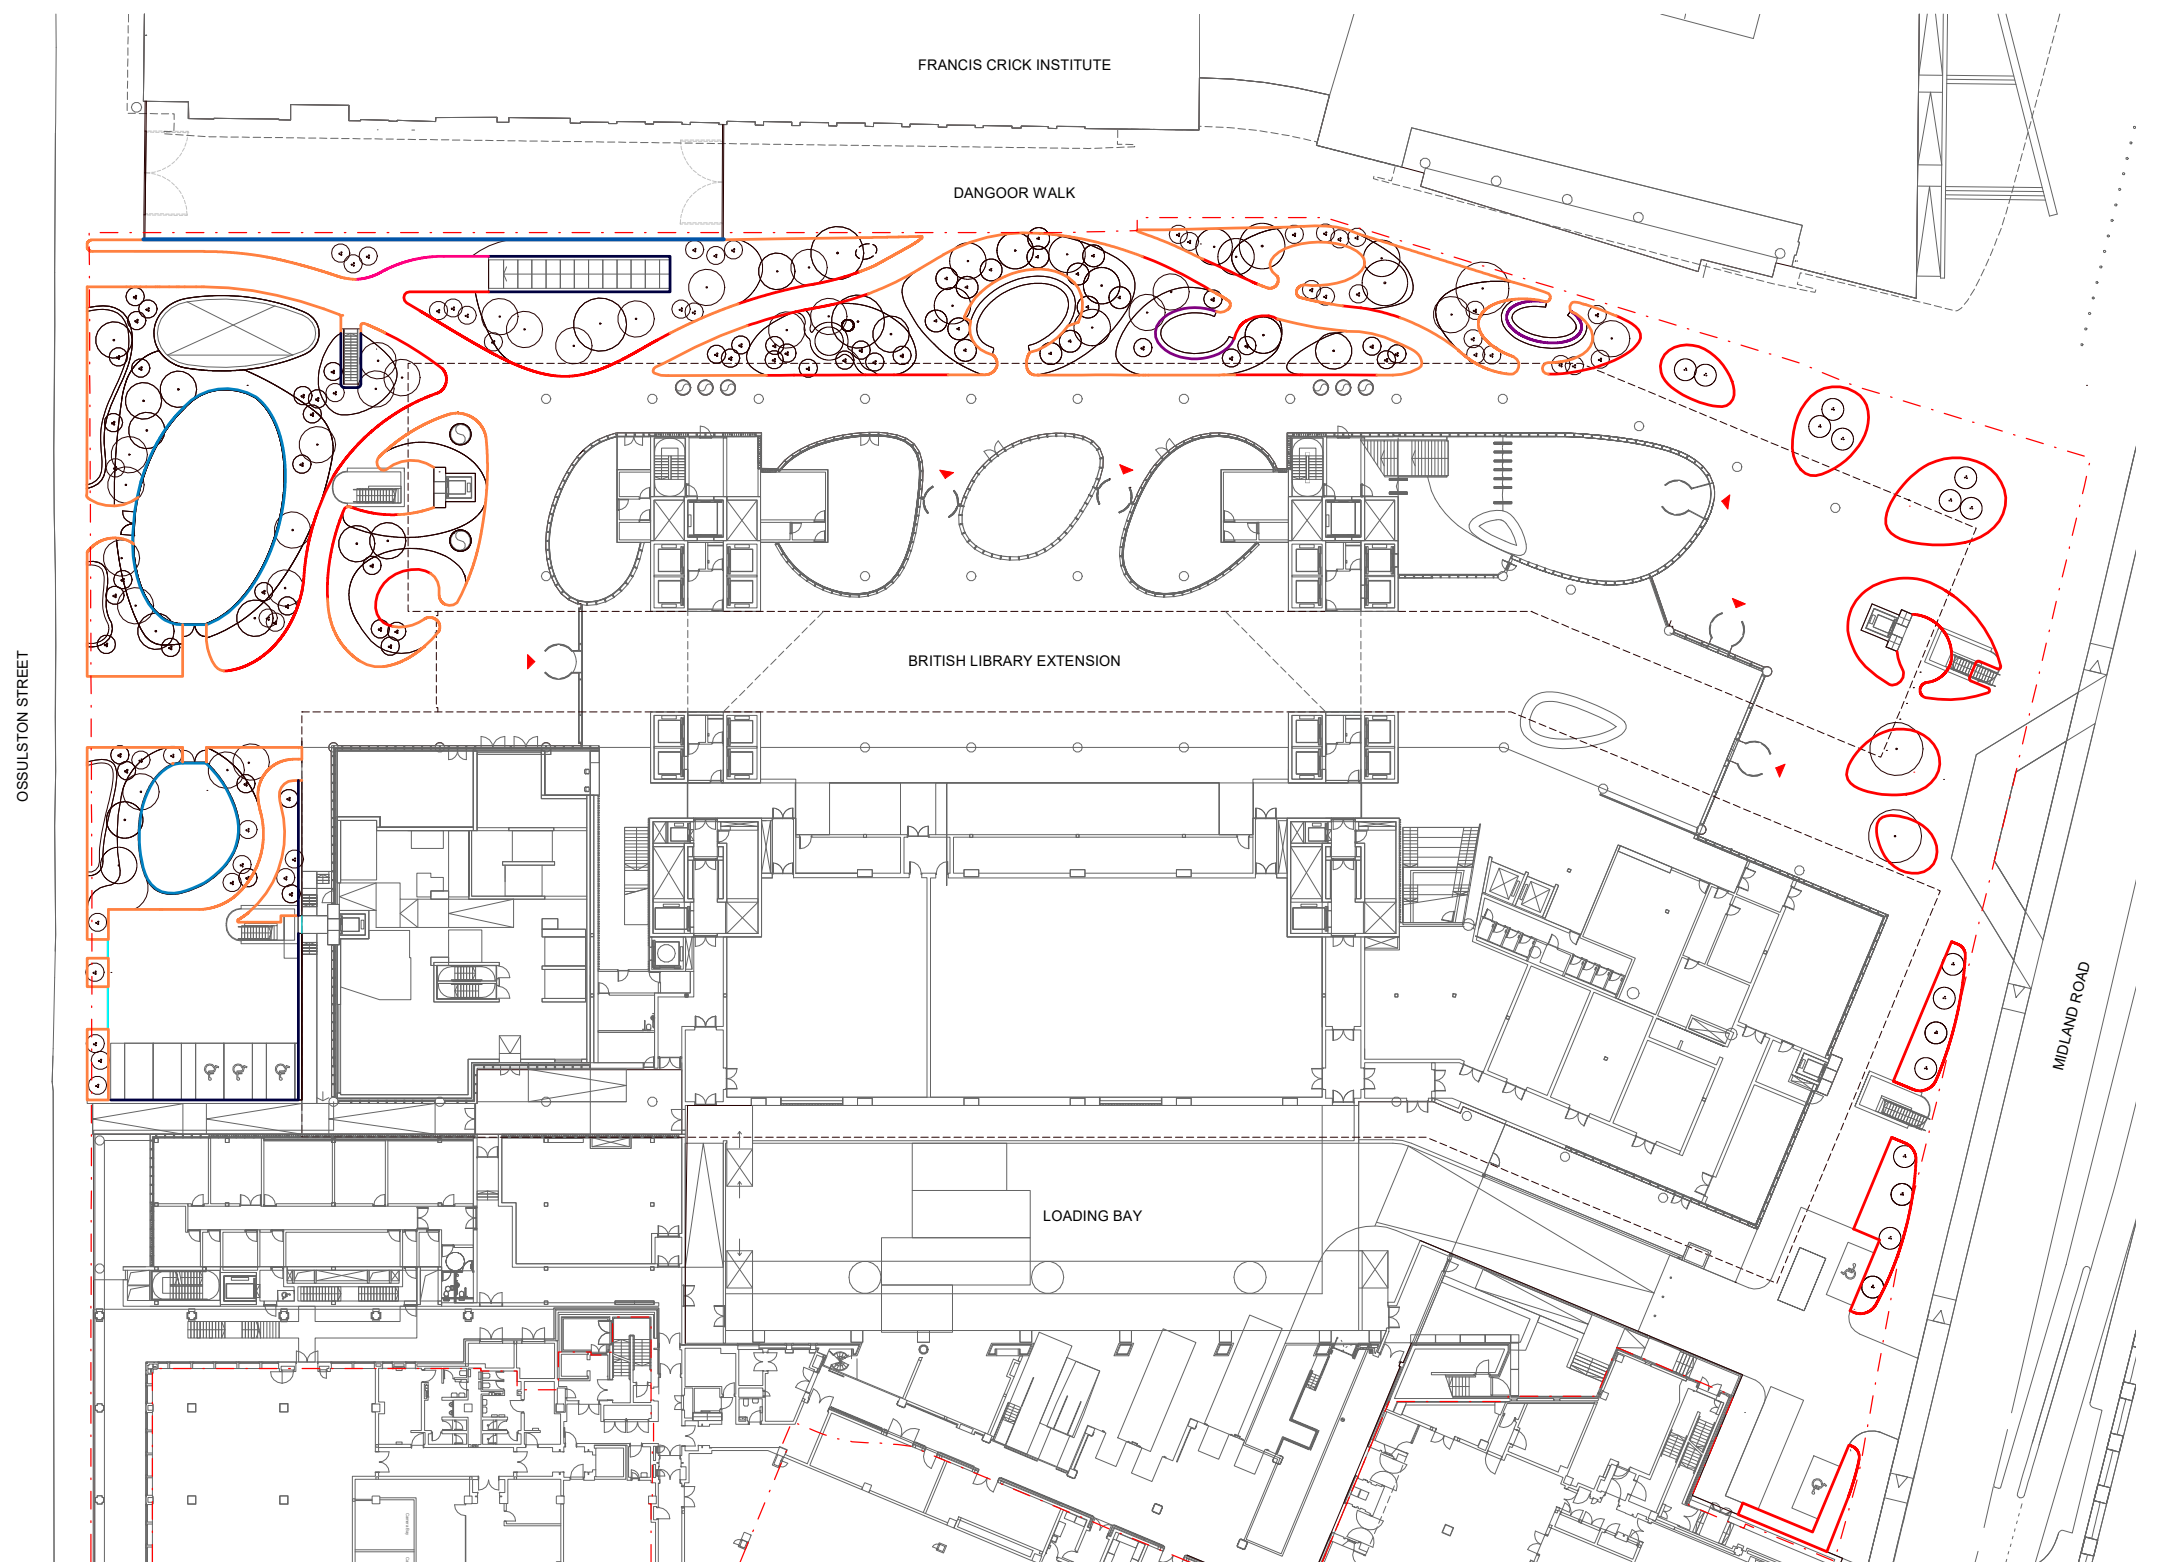 FRANCIS CRICK INSTITUTE
DANGOOR WALK
BRITISH LIBRARY EXTENSION
OSSULSTON STREET
MIDLAND ROAD
LOADING BAY